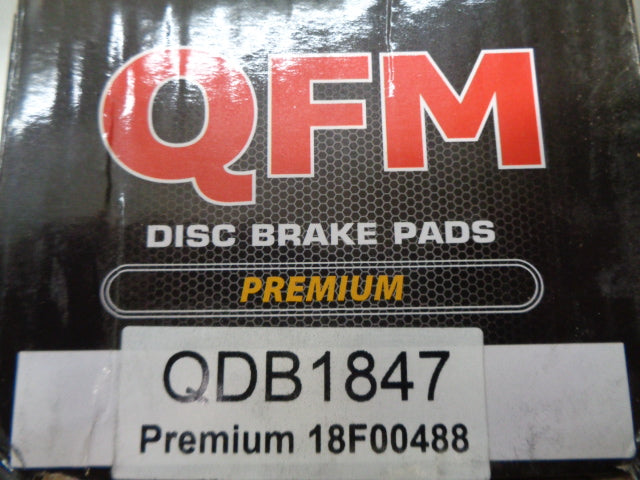 QFM
DISC BRAKE PADS
PREMIUM
QDB1847
Premium 18F00488